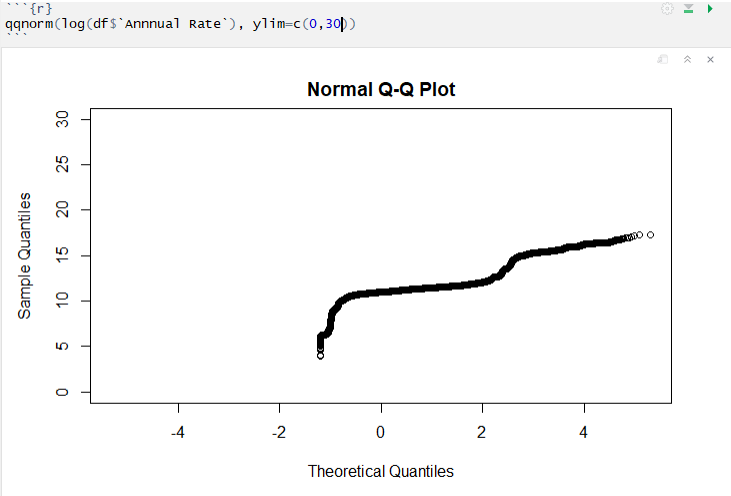 ```{r}
qqnorm(log(df$`Annnual Rate`), ylim=c(0,30))
```
Normal Q-Q Plot
30
25
20
15
10
5
0
Sample Quantiles
-4 -2 0 2 4
Theoretical Quantiles